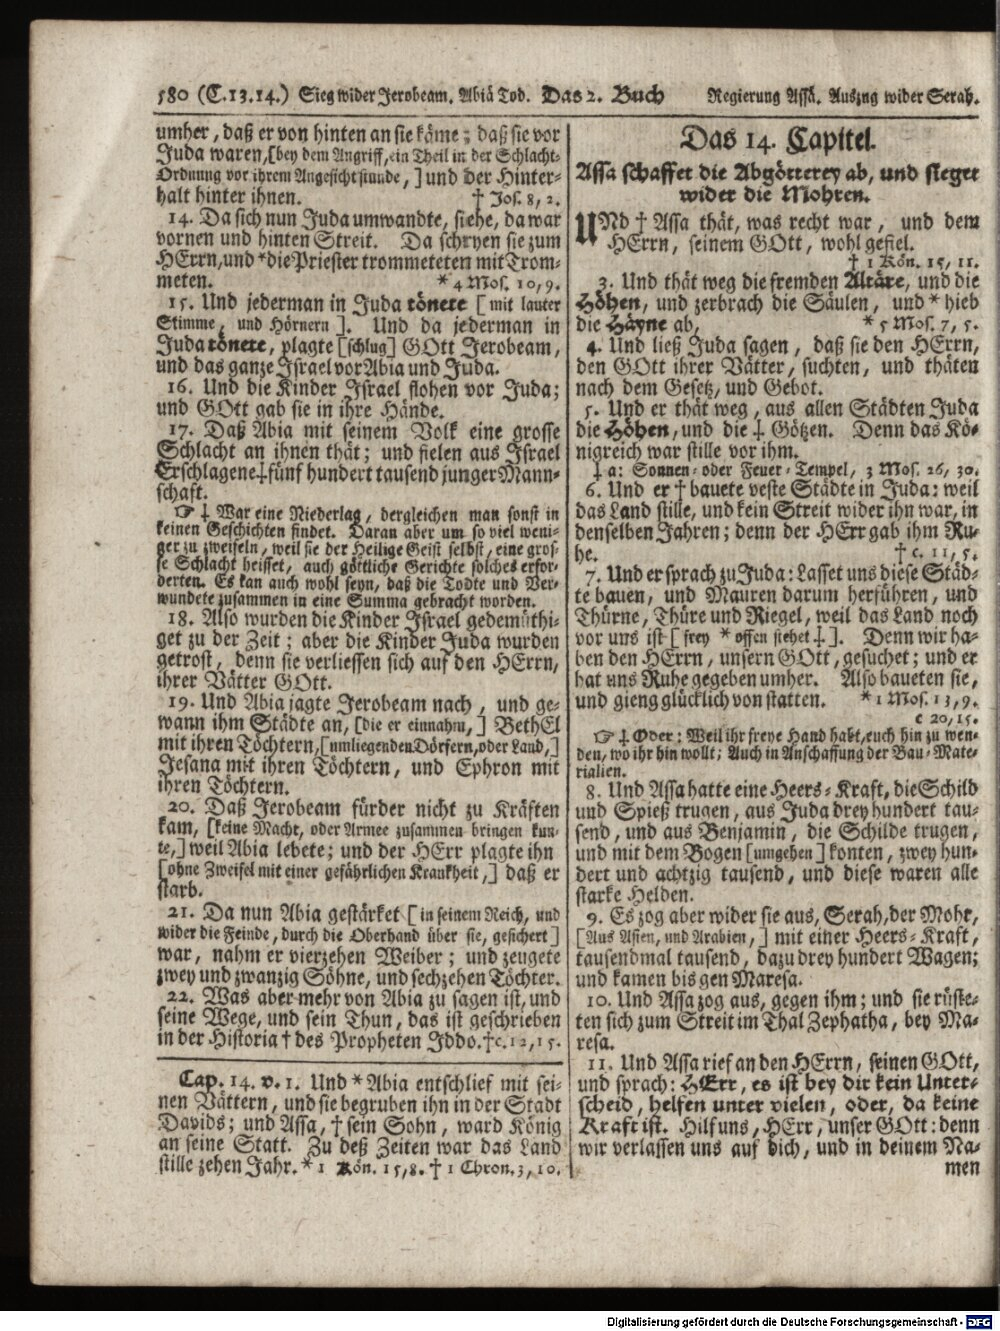 580 (C.13.14.) Sieg wider Jerobeam. Abiä Tod. Das 2. Buch Regierung Assä. Auszug wider Serah.
umher, daß er von hinten an sie käme; daß sie vor
Juda waren, [bey dem Angriff, ein Theil in der Schlacht-
Ordnung vor ihrem Angesicht stunde,] und der Hinter-
halt hinter ihnen. † Jos. 8, 2.
14. Da sich nun Juda umwandte, siehe, da war
vornen und hinten Streit. Da schryen sie zum
HErrn, und *die Priester trommeteten mit Trom-
meten. * 4 Mos. 10, 9.
15. Und jederman in Juda tönete [mit lauter
Stimme, und Hörnern]. Und da jederman in
Juda tönete, plagte [schlug] GOtt Jerobeam,
und das ganze Israel vor Abia und Juda.
16. Und die Kinder Israel flohen vor Juda;
und GOtt gab sie in ihre Hände.
17. Daß Abia mit seinem Volk eine grosse
Schlacht an ihnen thät; und fielen aus Israel
Erschlagene ‡ fünf hundert tausend junger Mann-
schaft.
☞ ‡ War eine Niederlag, dergleichen man sonst in
keinen Geschichten findet. Daran aber um so viel weni-
ger zu zweifeln, weil sie der Heilige Geist selbst, eine gros-
se Schlacht heisset, auch göttliche Gerichte solches erfor-
derten. Es kan auch wohl seyn, daß die Todte und Ver-
wundete zusammen in eine Summa gebracht worden.
18. Also wurden die Kinder Israel gedemüthi-
get zu der Zeit; aber die Kinder Juda wurden
getrost, denn sie verliessen sich auf den HErrn,
ihrer Vätter GOtt.
19. Und Abia jagte Jerobeam nach, und ge-
wann ihm Städte an, [die er einnahm,] BethEl
mit ihren Töchtern, [umliegenden Dörfern, oder Land,]
Jesana mit ihren Töchtern, und Ephron mit
ihren Töchtern.
20. Daß Jerobeam fürder nicht zu Kräften
kam, [keine Macht, oder Armee zusammen bringen kun-
te,] weil Abia lebete; und der HErr plagte ihn
[ohne Zweifel mit einer gefährlichen Krankheit,] daß er
starb.
21. Da nun Abia gestärket [in seinem Reich, und
wider die Feinde, durch die Oberhand über sie, gesichert]
war, nahm er vierzehen Weiber; und zeugete
zwey und zwanzig Söhne, und sechzehen Töchter.
22. Was aber mehr von Abia zu sagen ist, und
seine Wege, und sein Thun, das ist geschrieben
in der Historia † des Propheten Iddo. † c. 12, 15.
Cap. 14. v. 1. Und * Abia entschlief mit sei-
nen Vättern, und sie begruben ihn in der Stadt
Davids; und Assa, † sein Sohn, ward König
an seine Statt. Zu deß Zeiten war das Land
stille zehen Jahr. * 1 Kön. 15, 8. † 1 Chron. 3, 10.
Das 14. Capitel.
Assa schaffet die Abgötterey ab, und sieget
wider die Mohren.
UNd † Assa thät, was recht war, und dem
HErrn, seinem GOtt, wohl gefiel.
† 1 Kön. 15, 11.
3. Und thät weg die fremden Altäre, und die
Höhen, und zerbrach die Säulen, und * hieb
die Häyne ab, * 5 Mos. 7, 5.
4. Und ließ Juda sagen, daß sie den HErrn,
den GOtt ihrer Vätter, suchten, und thäten
nach dem Gesetz, und Gebot.
5. Und er thät weg, aus allen Städten Juda
die Höhen, und die ‡ Götzen. Denn das Kö-
nigreich war stille vor ihm.
‡ a: Sonnen- oder Feuer-Tempel, 3 Mos. 26, 30.
6. Und er † bauete veste Städte in Juda: weil
das Land stille, und kein Streit wider ihn war, in
denselben Jahren; denn der HErr gab ihm Ru-
he. † c. 11, 5.
7. Und er sprach zu Juda: Lasset uns diese Städ-
te bauen, und Mauren darum herführen, und
Thürne, Thüre und Riegel, weil das Land noch
vor uns ist [frey * offen stehet ‡]. Denn wir ha-
ben den HErrn, unsern GOtt, gesuchet; und er
hat uns Ruhe gegeben umher. Also baueten sie,
und gieng glücklich von statten. * 1 Mos. 13, 9.
c 20, 15.
☞ ‡ Oder: Weil ihr freye Hand habt, euch hin zu wen-
den, wo ihr hin wollt; Auch in Anschaffung der Bau-Mate-
rialien.
8. Und Assa hatte eine Heers-Kraft, die Schild
und Spieß trugen, aus Juda drey hundert tau-
send, und aus Benjamin, die Schilde trugen,
und mit dem Bogen [umgehen] konten, zwey hun-
dert und achtzig tausend, und diese waren alle
starke Helden.
9. Es zog aber wider sie aus, Serah, der Mohr,
[Aus Asien, und Arabien,] mit einer Heers-Kraft,
tausendmal tausend, dazu drey hundert Wagen;
und kamen bis gen Maresa.
10. Und Assa zog aus, gegen ihm; und sie rüste-
ten sich zum Streit im Thal Zephatha, bey Ma-
resa.
11. Und Assa rief an den HErrn, seinen GOtt,
und sprach: HErr, es ist bey dir kein Unter-
scheid, helfen unter vielen, oder, da keine
Kraft ist. Hilf uns, HErr, unser GOtt: denn
wir verlassen uns auf dich, und in deinem Na-
men
Digitalisierung gefördert durch die Deutsche Forschungsgemeinschaft - DFG